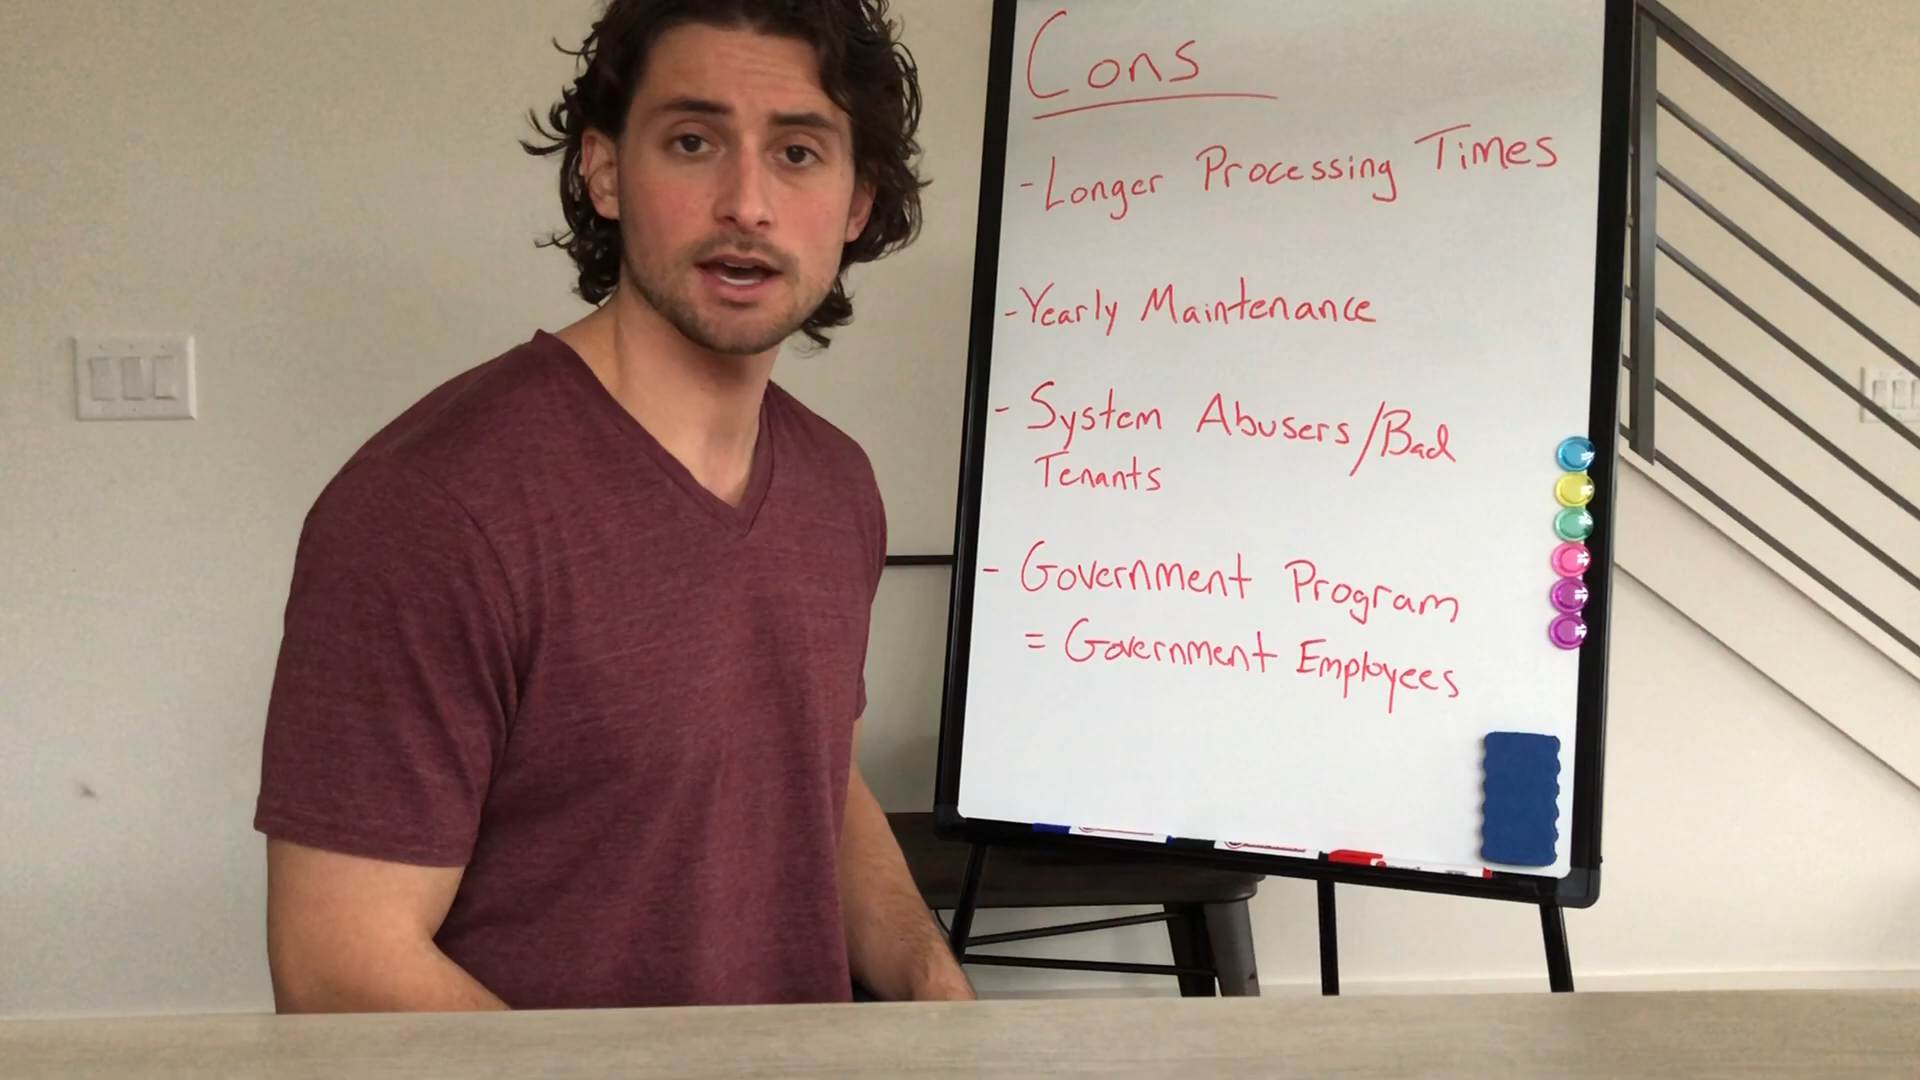 Cons
- Longer Processing Times
- Yearly Maintenance
- System Abusers/Bad
Tenants
- Government Program
= Government Employees